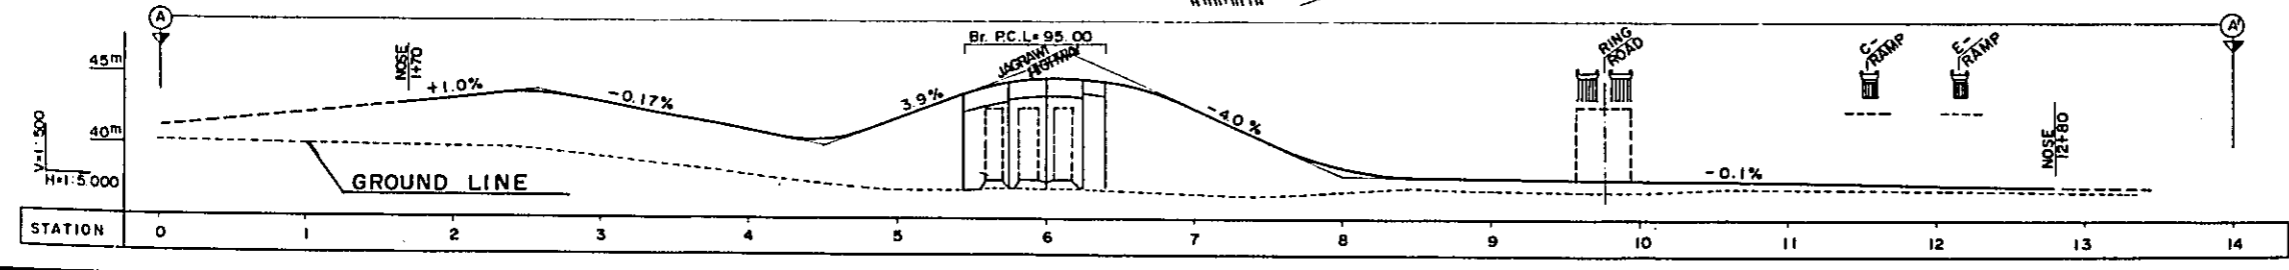 A A'
45m
40m
V=1:500
H=1:5.000
NOSE
1+70
+1.0%
-0.17%
3.9%
Br. P.C.L=95.00
JAGRAWI
HIGHWAY
-4.0%
RING
ROAD
C-
RAMP
E-
RAMP
NOSE
12+80
-0.1%
GROUND LINE
STATION 0 1 2 3 4 5 6 7 8 9 10 11 12 13 14